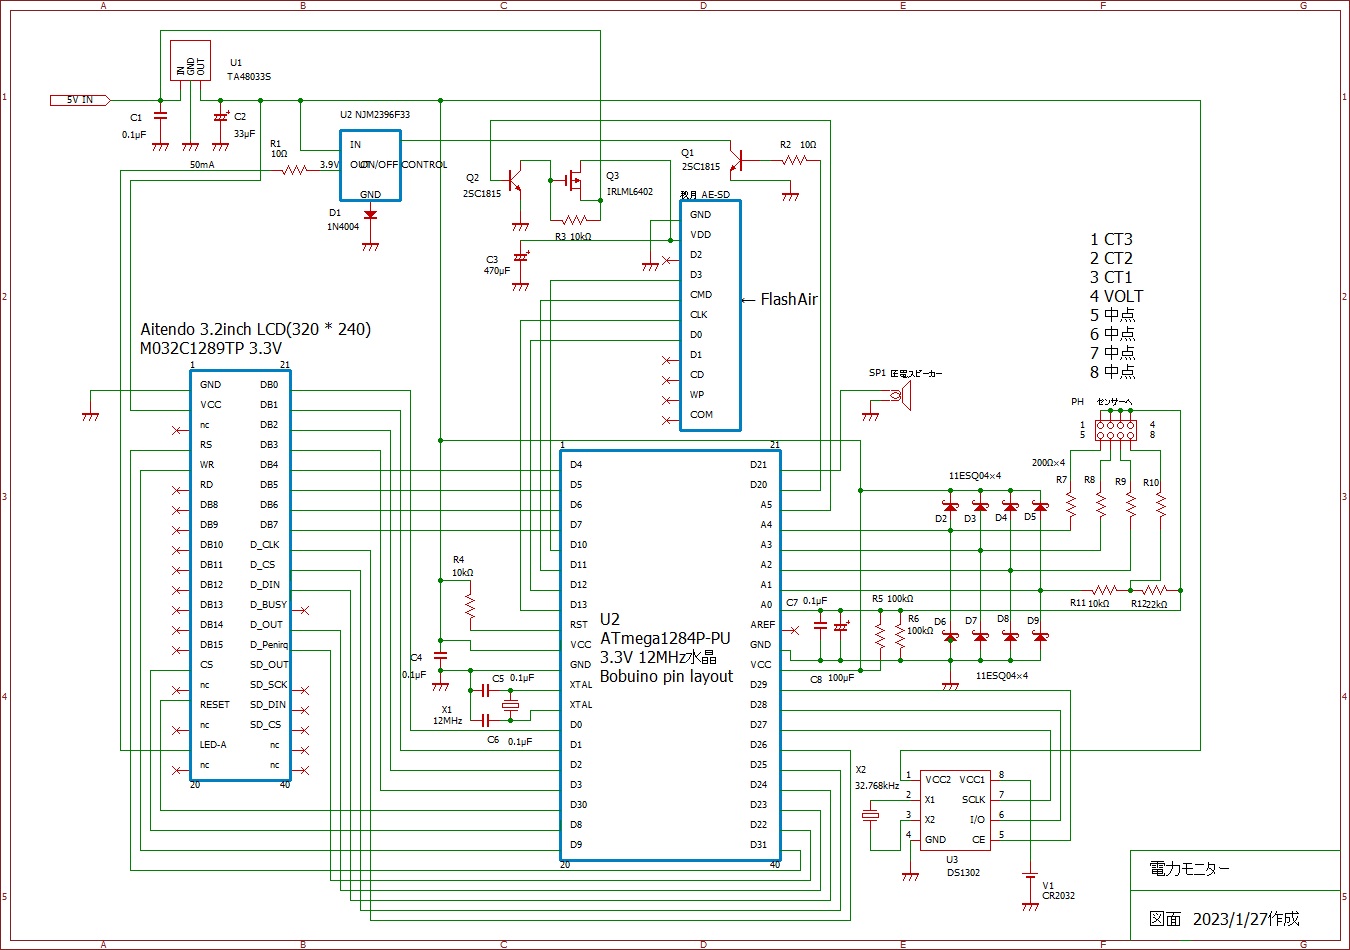 A B C D E F G
1
2
3
4
5
5V IN
IN
GND
OUT
U1
TA48033S
C1
0.1μF
C2
33μF
U2 NJM2396F33
IN
OUT
ON/OFF CONTROL
GND
R1
10Ω
50mA
3.9V
D1
1N4004
Q2
2SC1815
Q3
IRLML6402
R3 10kΩ
C3
470μF
Q1
2SC1815
R2 10Ω
秋月 AE-SD
GND
VDD
D2
D3
CMD
CLK
D0
D1
CD
WP
COM
← FlashAir
1 CT3
2 CT2
3 CT1
4 VOLT
5 中点
6 中点
7 中点
8 中点
Aitendo 3.2inch LCD(320 * 240)
M032C1289TP 3.3V
1 21
GND DB0
VCC DB1
nc DB2
RS DB3
WR DB4
RD DB5
DB8 DB6
DB9 DB7
DB10 D_CLK
DB11 D_CS
DB12 D_DIN
DB13 D_BUSY
DB14 D_OUT
DB15 D_Penirq
CS SD_OUT
nc SD_SCK
RESET SD_DIN
nc SD_CS
LED-A nc
nc nc
20 40
SP1 圧電スピーカー
PH センサーへ
1 4
5 8
200Ω×4
R7 R8 R9 R10
11ESQ04×4
D2 D3 D4 D5
R11 10kΩ
R12 22kΩ
1 21
D4 D21
D5 D20
D6 A5
D7 A4
D10 A3
D11 A2
D12 A1
D13 A0
RST AREF
VCC GND
GND VCC
XTAL D29
XTAL D28
D0 D27
D1 D26
D2 D25
D3 D24
D30 D23
D8 D22
D9 D31
20 40
U2
ATmega1284P-PU
3.3V 12MHz水晶
Bobuino pin layout
R4
10kΩ
C4
0.1μF
C5 0.1μF
X1
12MHz
C6 0.1μF
C7 0.1μF
R5 100kΩ
R6
100kΩ
C8 100μF
D6 D7 D8 D9
11ESQ04×4
X2
32.768kHz
1 VCC2 VCC1 8
2 X1 SCLK 7
3 X2 I/O 6
4 GND CE 5
U3
DS1302
V1
CR2032
電力モニター
図面 2023/1/27作成
A B C D E F G
1
2
3
4
5